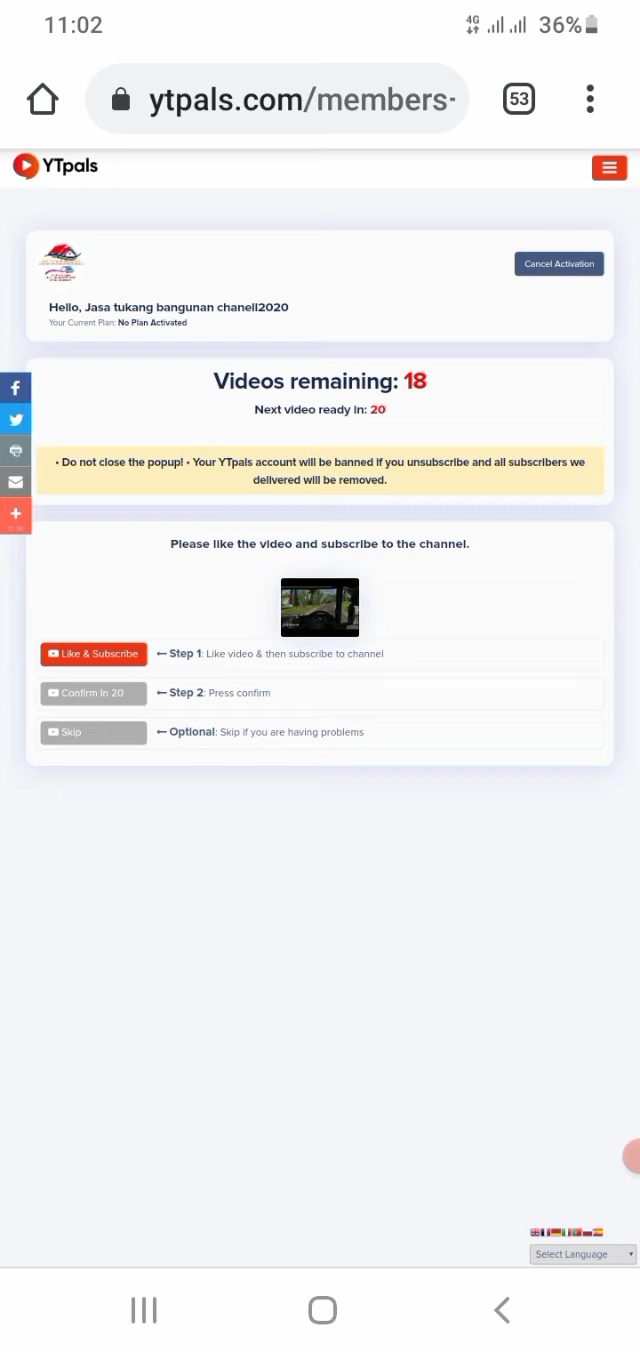 11:02
4G
36%
ytpals.com/members-
53
YTpals
Cancel Activation
Hello, Jasa tukang bangunan chanell2020
Your Current Plan: No Plan Activated
Videos remaining: 18
Next video ready in: 20
• Do not close the popup! • Your YTpals account will be banned if you unsubscribe and all subscribers we
delivered will be removed.
Please like the video and subscribe to the channel.
Like & Subscribe
Step 1: Like video & then subscribe to channel
Confirm In 20
Step 2: Press confirm
Skip
Optional: Skip if you are having problems
Select Language